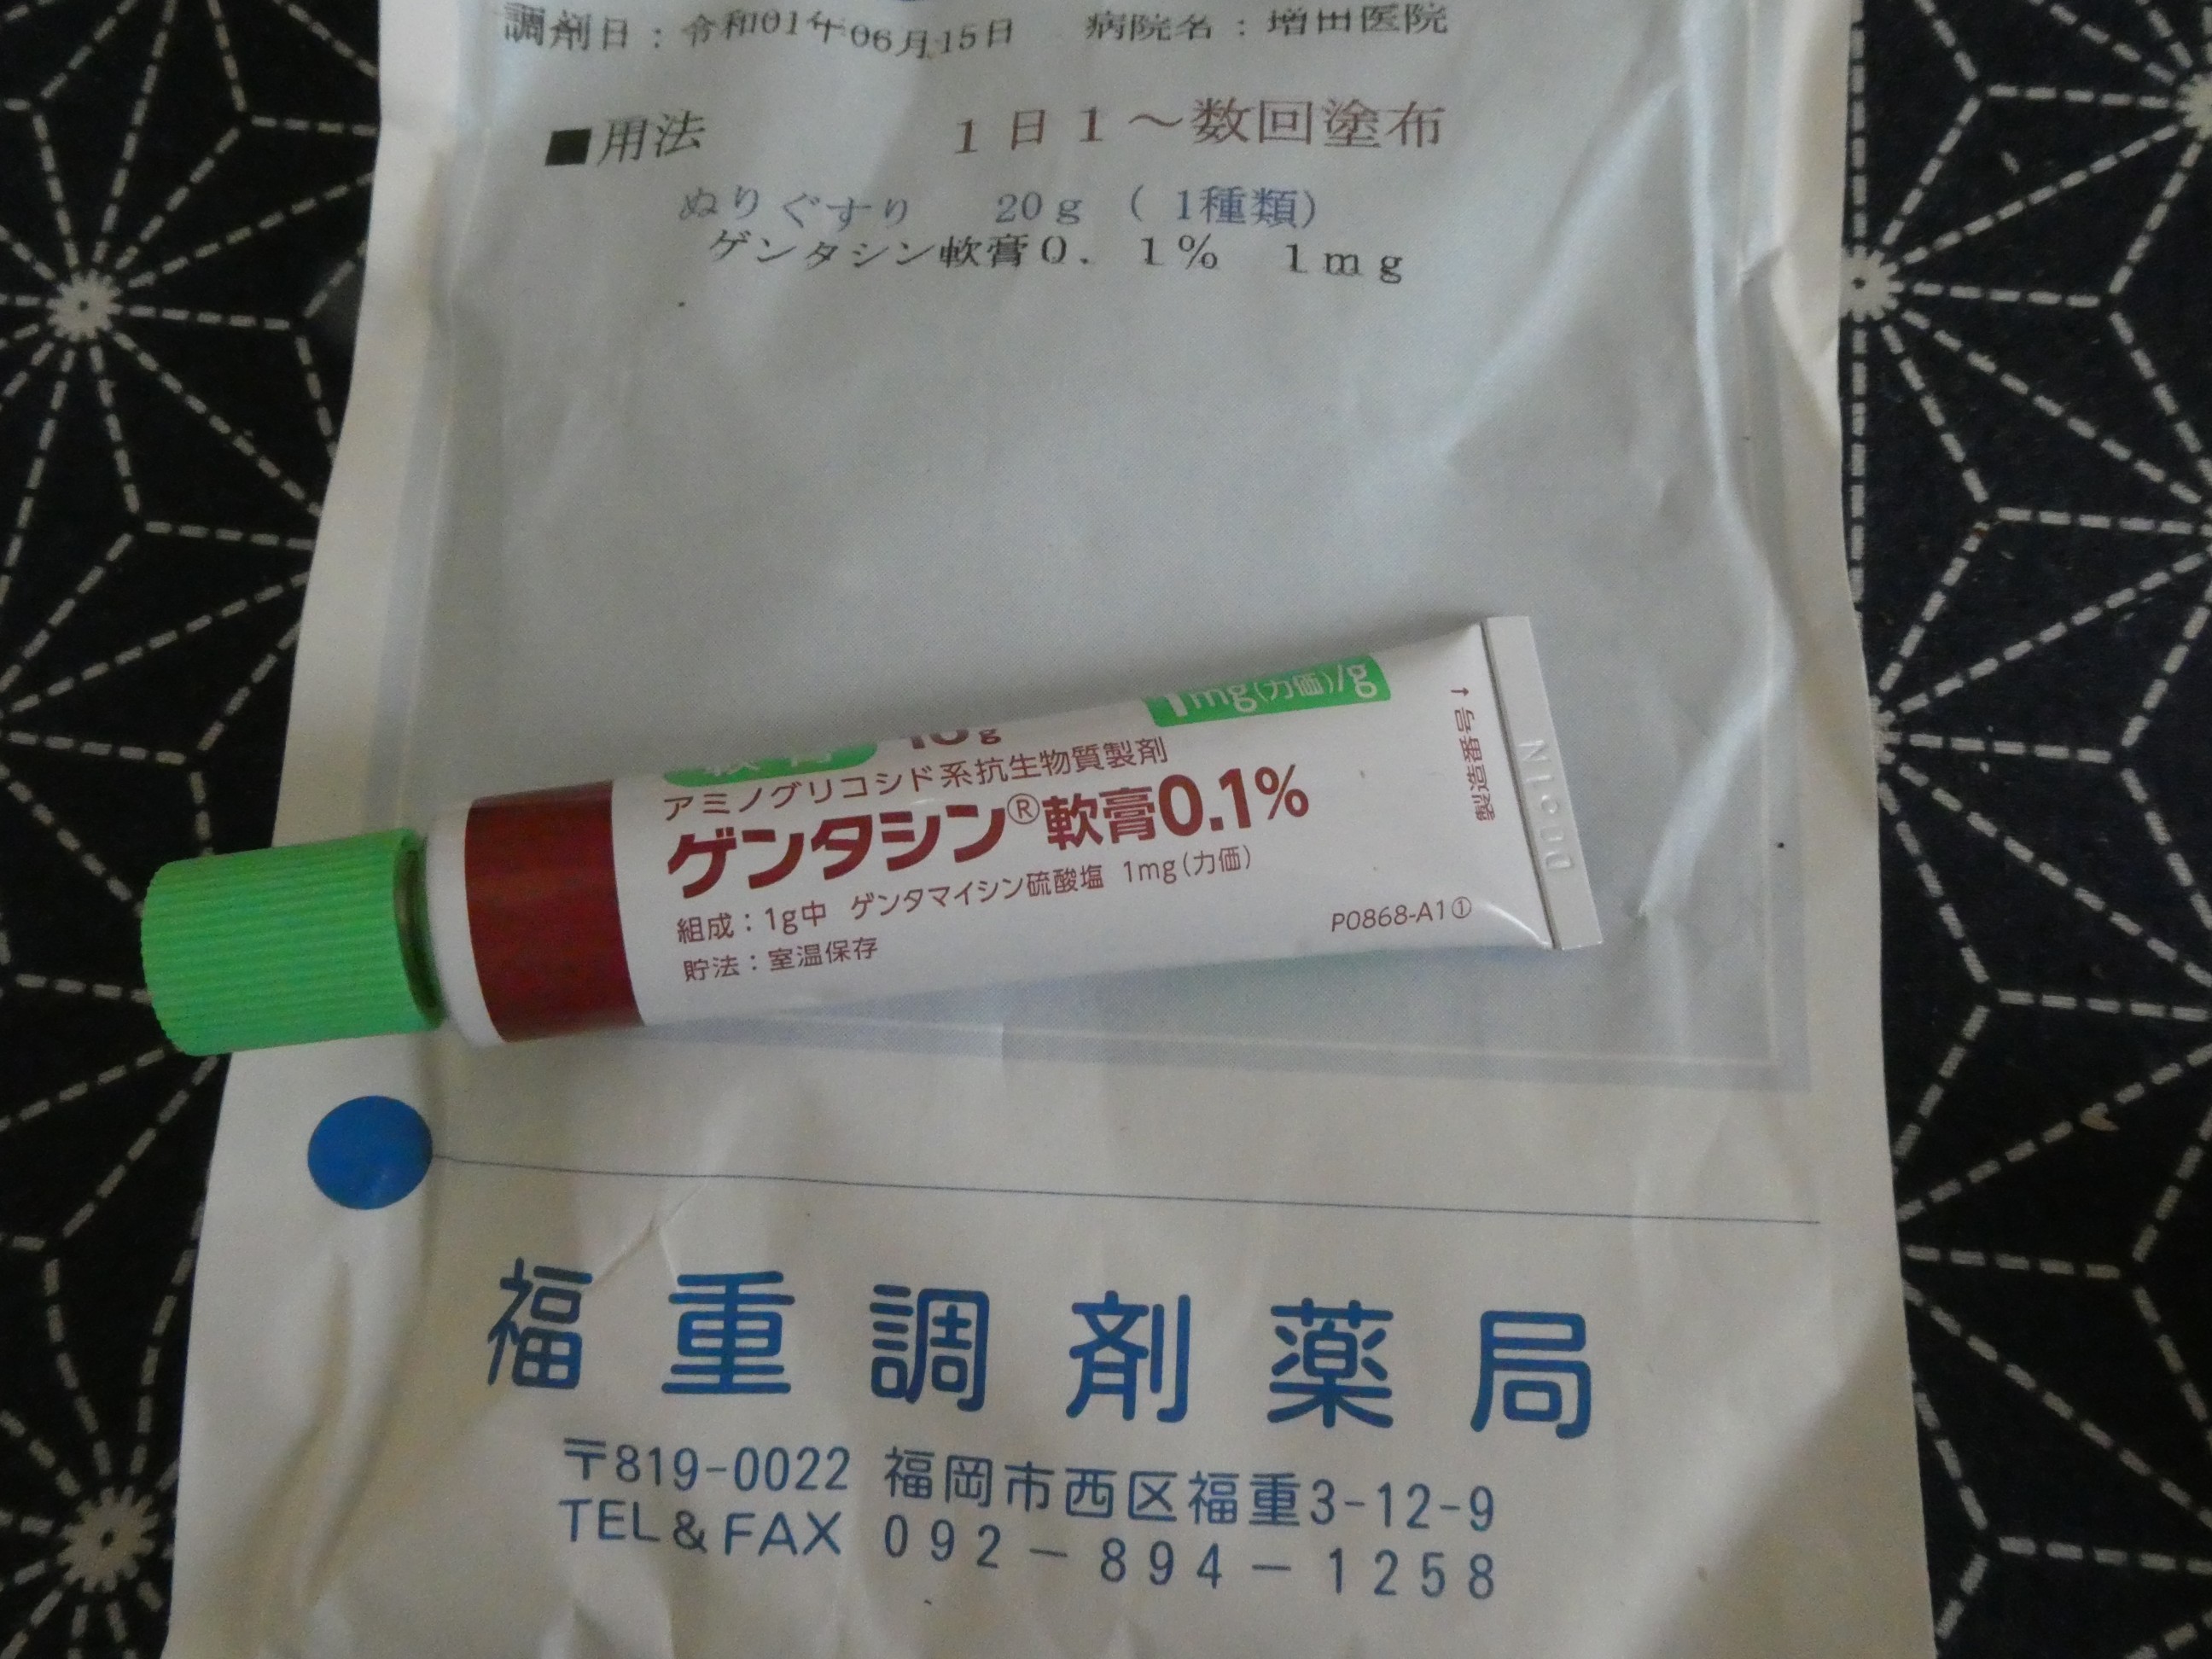 調剤日：令和01年06月15日　病院名：増田医院
■用法　1日1～数回塗布
ぬりぐすり　20g（1種類）
ゲンタシン軟膏0．1％　1mg
軟膏 10g 1mg(力価)/g
アミノグリコシド系抗生物質製剤
ゲンタシン®軟膏0.1%
組成：1g中 ゲンタマイシン硫酸塩 1mg(力価)
貯法：室温保存
P0868-A1①
製造番号↑
福重調剤薬局
〒819-0022 福岡市西区福重3-12-9
TEL&FAX 092-894-1258